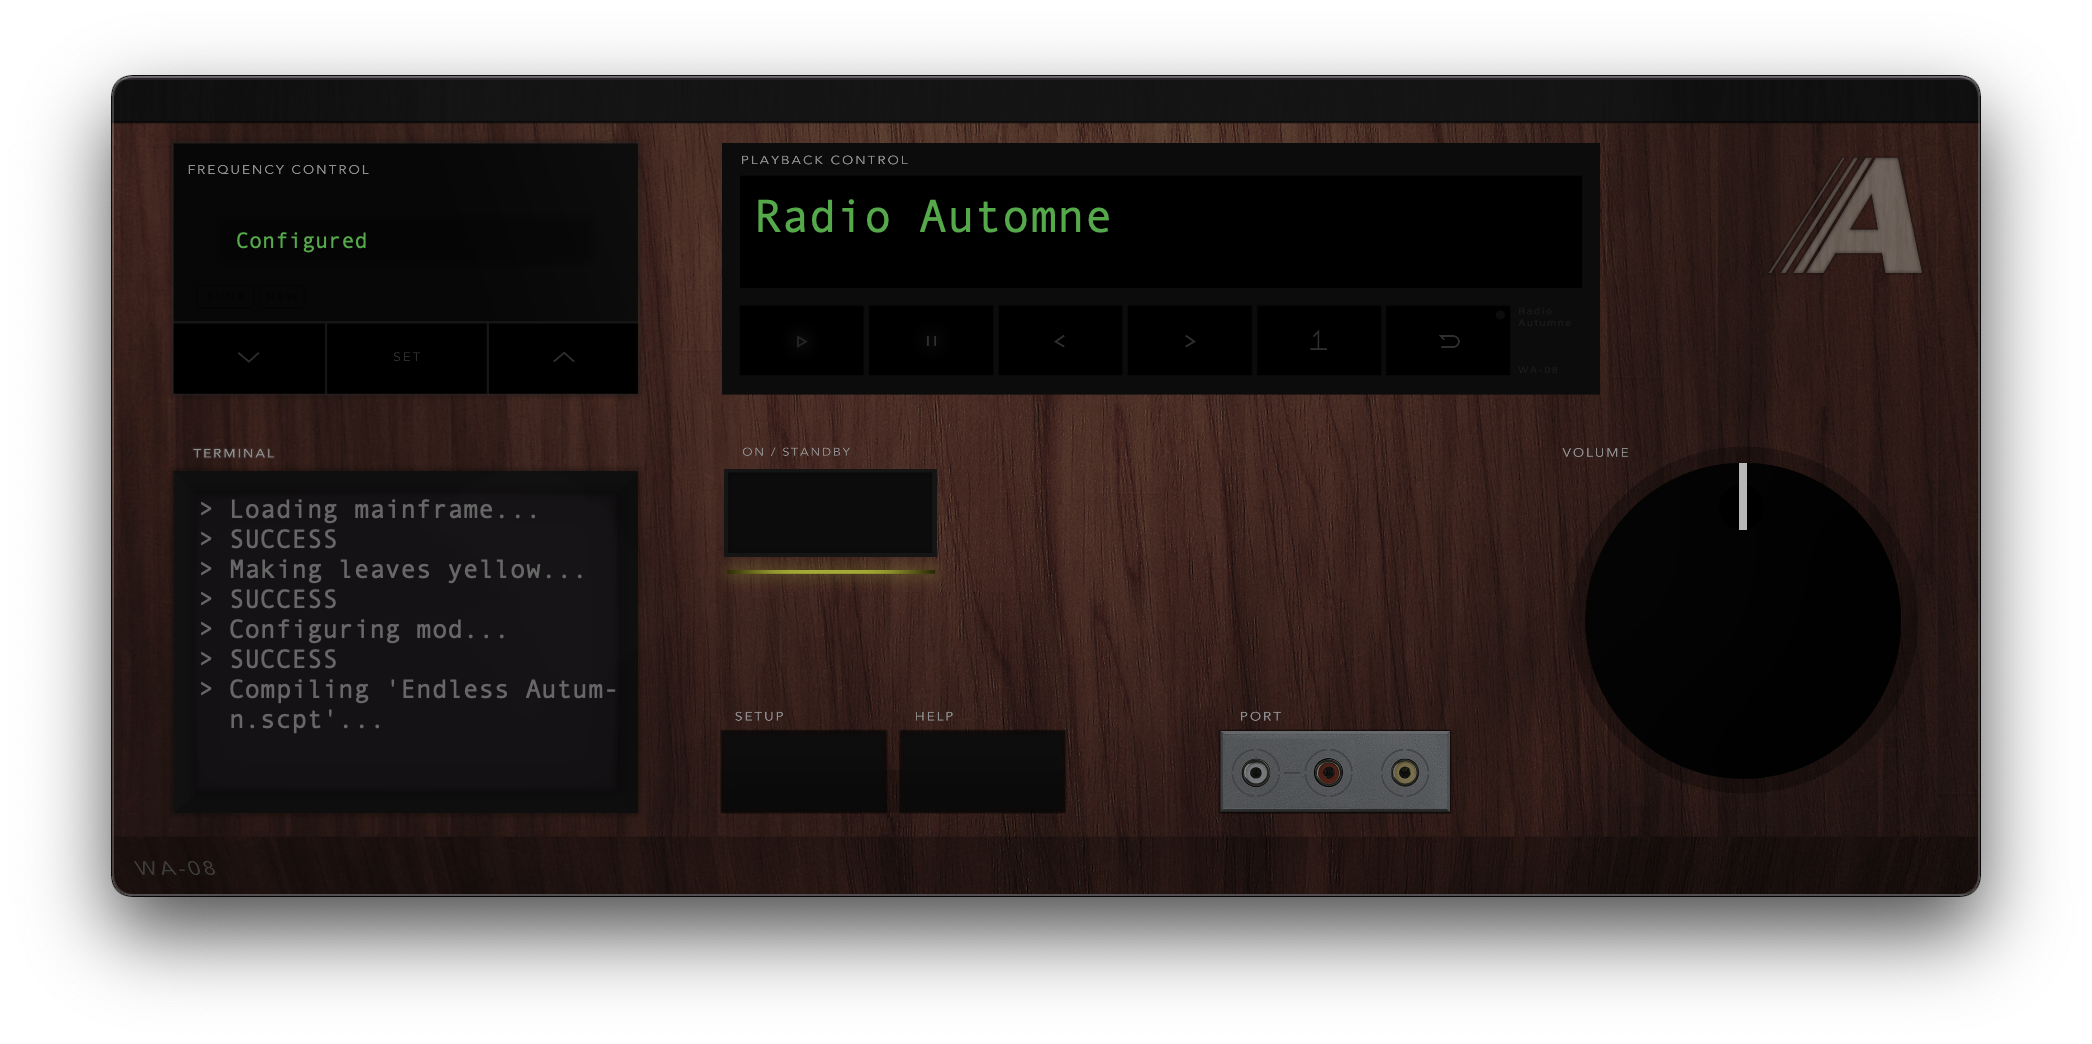 FREQUENCY CONTROL
Configured
SET
PLAYBACK CONTROL
Radio Automne
1
Radio
Automne
WA-08
A
TERMINAL
> Loading mainframe...
> SUCCESS
> Making leaves yellow...
> SUCCESS
> Configuring mod...
> SUCCESS
> Compiling 'Endless Autum-
n.scpt'...
ON / STANDBY
VOLUME
SETUP
HELP
PORT
WA-08